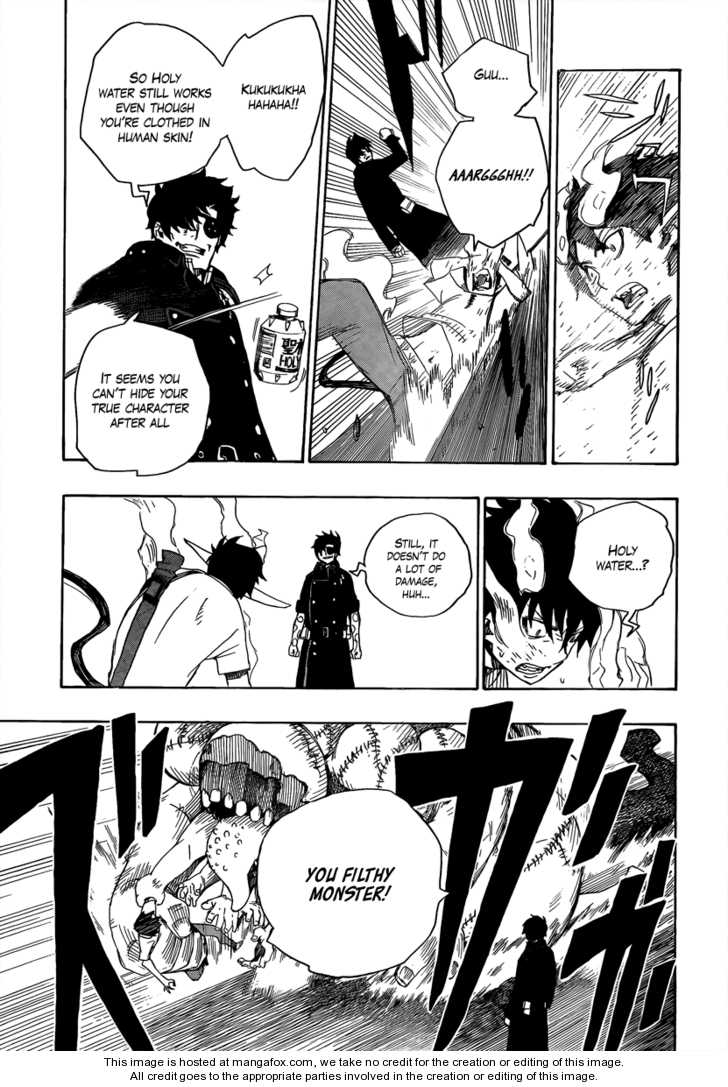 GUU...
AAARGGGHH!!
KUKUKUKHA
HAHAHA!!
SO HOLY
WATER STILL WORKS
EVEN THOUGH
YOU'RE CLOTHED IN
HUMAN SKIN!
聖
HOLY
IT SEEMS YOU
CAN'T HIDE YOUR
TRUE CHARACTER
AFTER ALL
HOLY
WATER...?
STILL, IT
DOESN'T DO
A LOT OF
DAMAGE,
HUH...
YOU FILTHY
MONSTER!
This image is hosted at mangafox.com, we take no credit for the creation or editing of this image.
All credit goes to the appropriate parties involved in the creation or editing of this image.